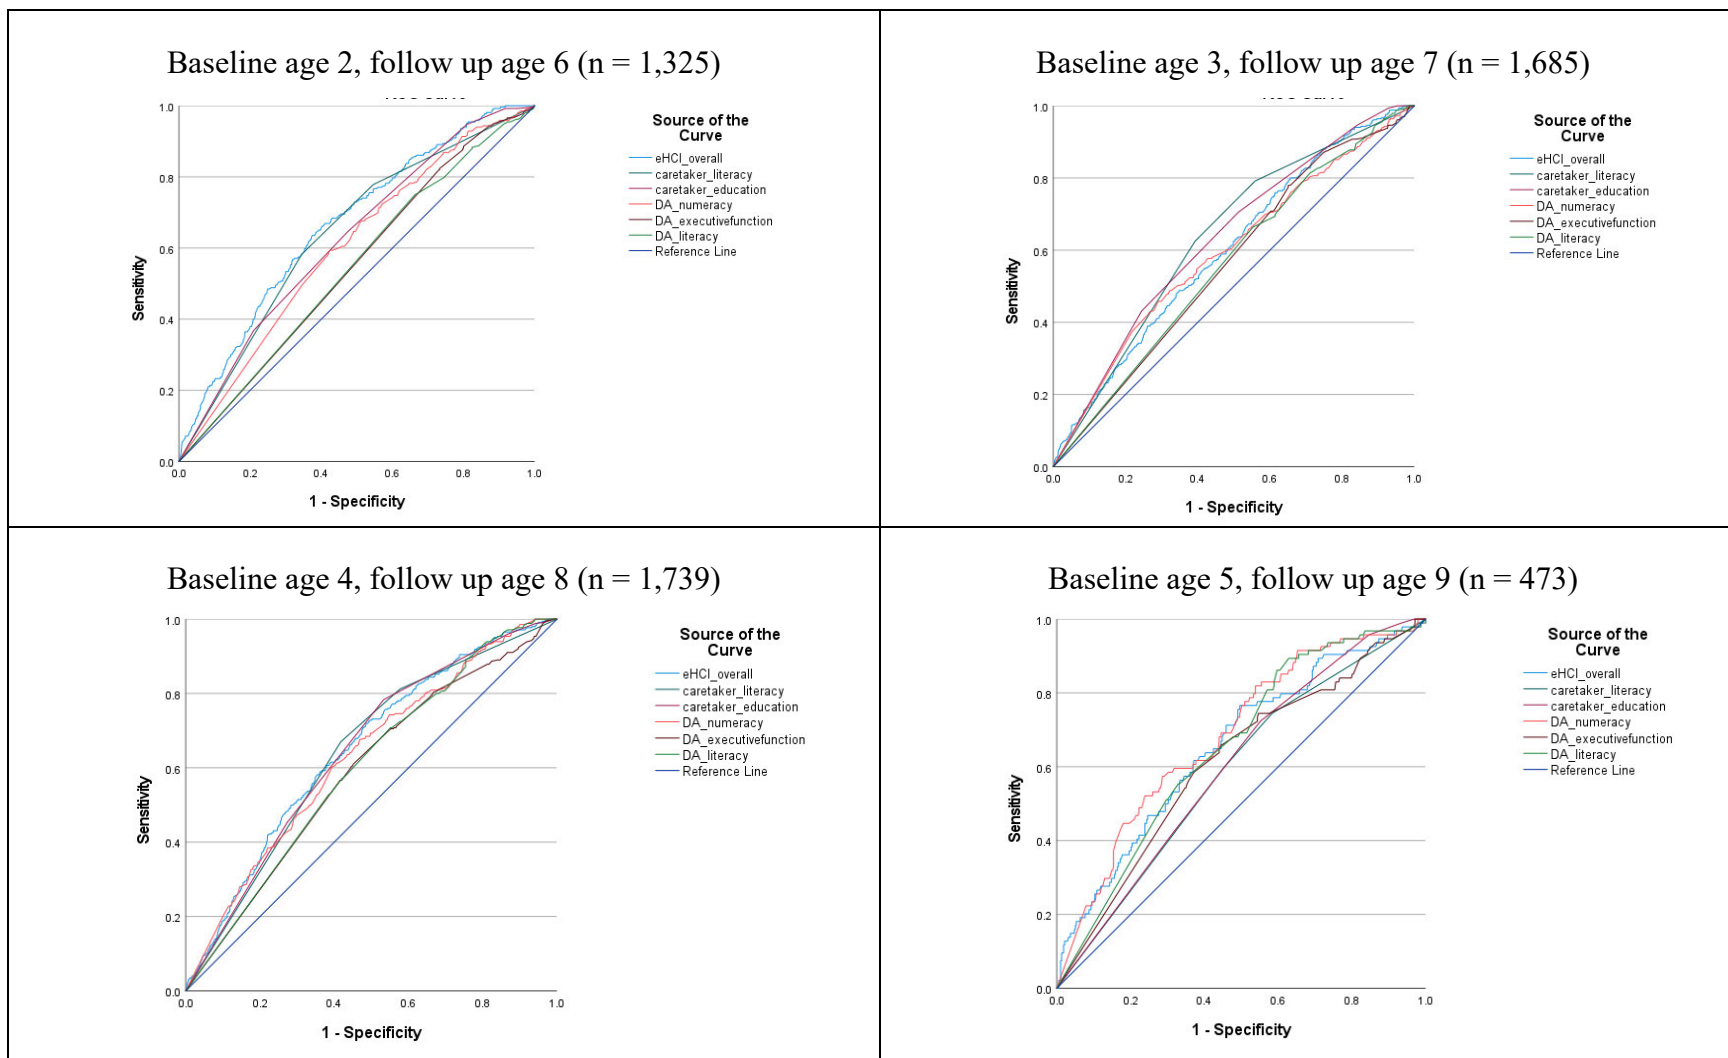 Baseline age 2, follow up age 6 (n = 1,325)
Source of the
Curve
eHCI_overall
caretaker_literacy
caretaker_education
DA_numeracy
DA_executivefunction
DA_literacy
Reference Line
Sensitivity
1.0
0.8
0.6
0.4
0.2
0.0
0.0 0.2 0.4 0.6 0.8 1.0
1 - Specificity
Baseline age 3, follow up age 7 (n = 1,685)
Source of the
Curve
eHCI_overall
caretaker_literacy
caretaker_education
DA_numeracy
DA_executivefunction
DA_literacy
Reference Line
Sensitivity
1.0
0.8
0.6
0.4
0.2
0.0
0.0 0.2 0.4 0.6 0.8 1.0
1 - Specificity
Baseline age 4, follow up age 8 (n = 1,739)
Source of the
Curve
eHCI_overall
caretaker_literacy
caretaker_education
DA_numeracy
DA_executivefunction
DA_literacy
Reference Line
Sensitivity
1.0
0.8
0.6
0.4
0.2
0.0
0.0 0.2 0.4 0.6 0.8 1.0
1 - Specificity
Baseline age 5, follow up age 9 (n = 473)
Source of the
Curve
eHCI_overall
caretaker_literacy
caretaker_education
DA_numeracy
DA_executivefunction
DA_literacy
Reference Line
Sensitivity
1.0
0.8
0.6
0.4
0.2
0.0
0.0 0.2 0.4 0.6 0.8 1.0
1 - Specificity